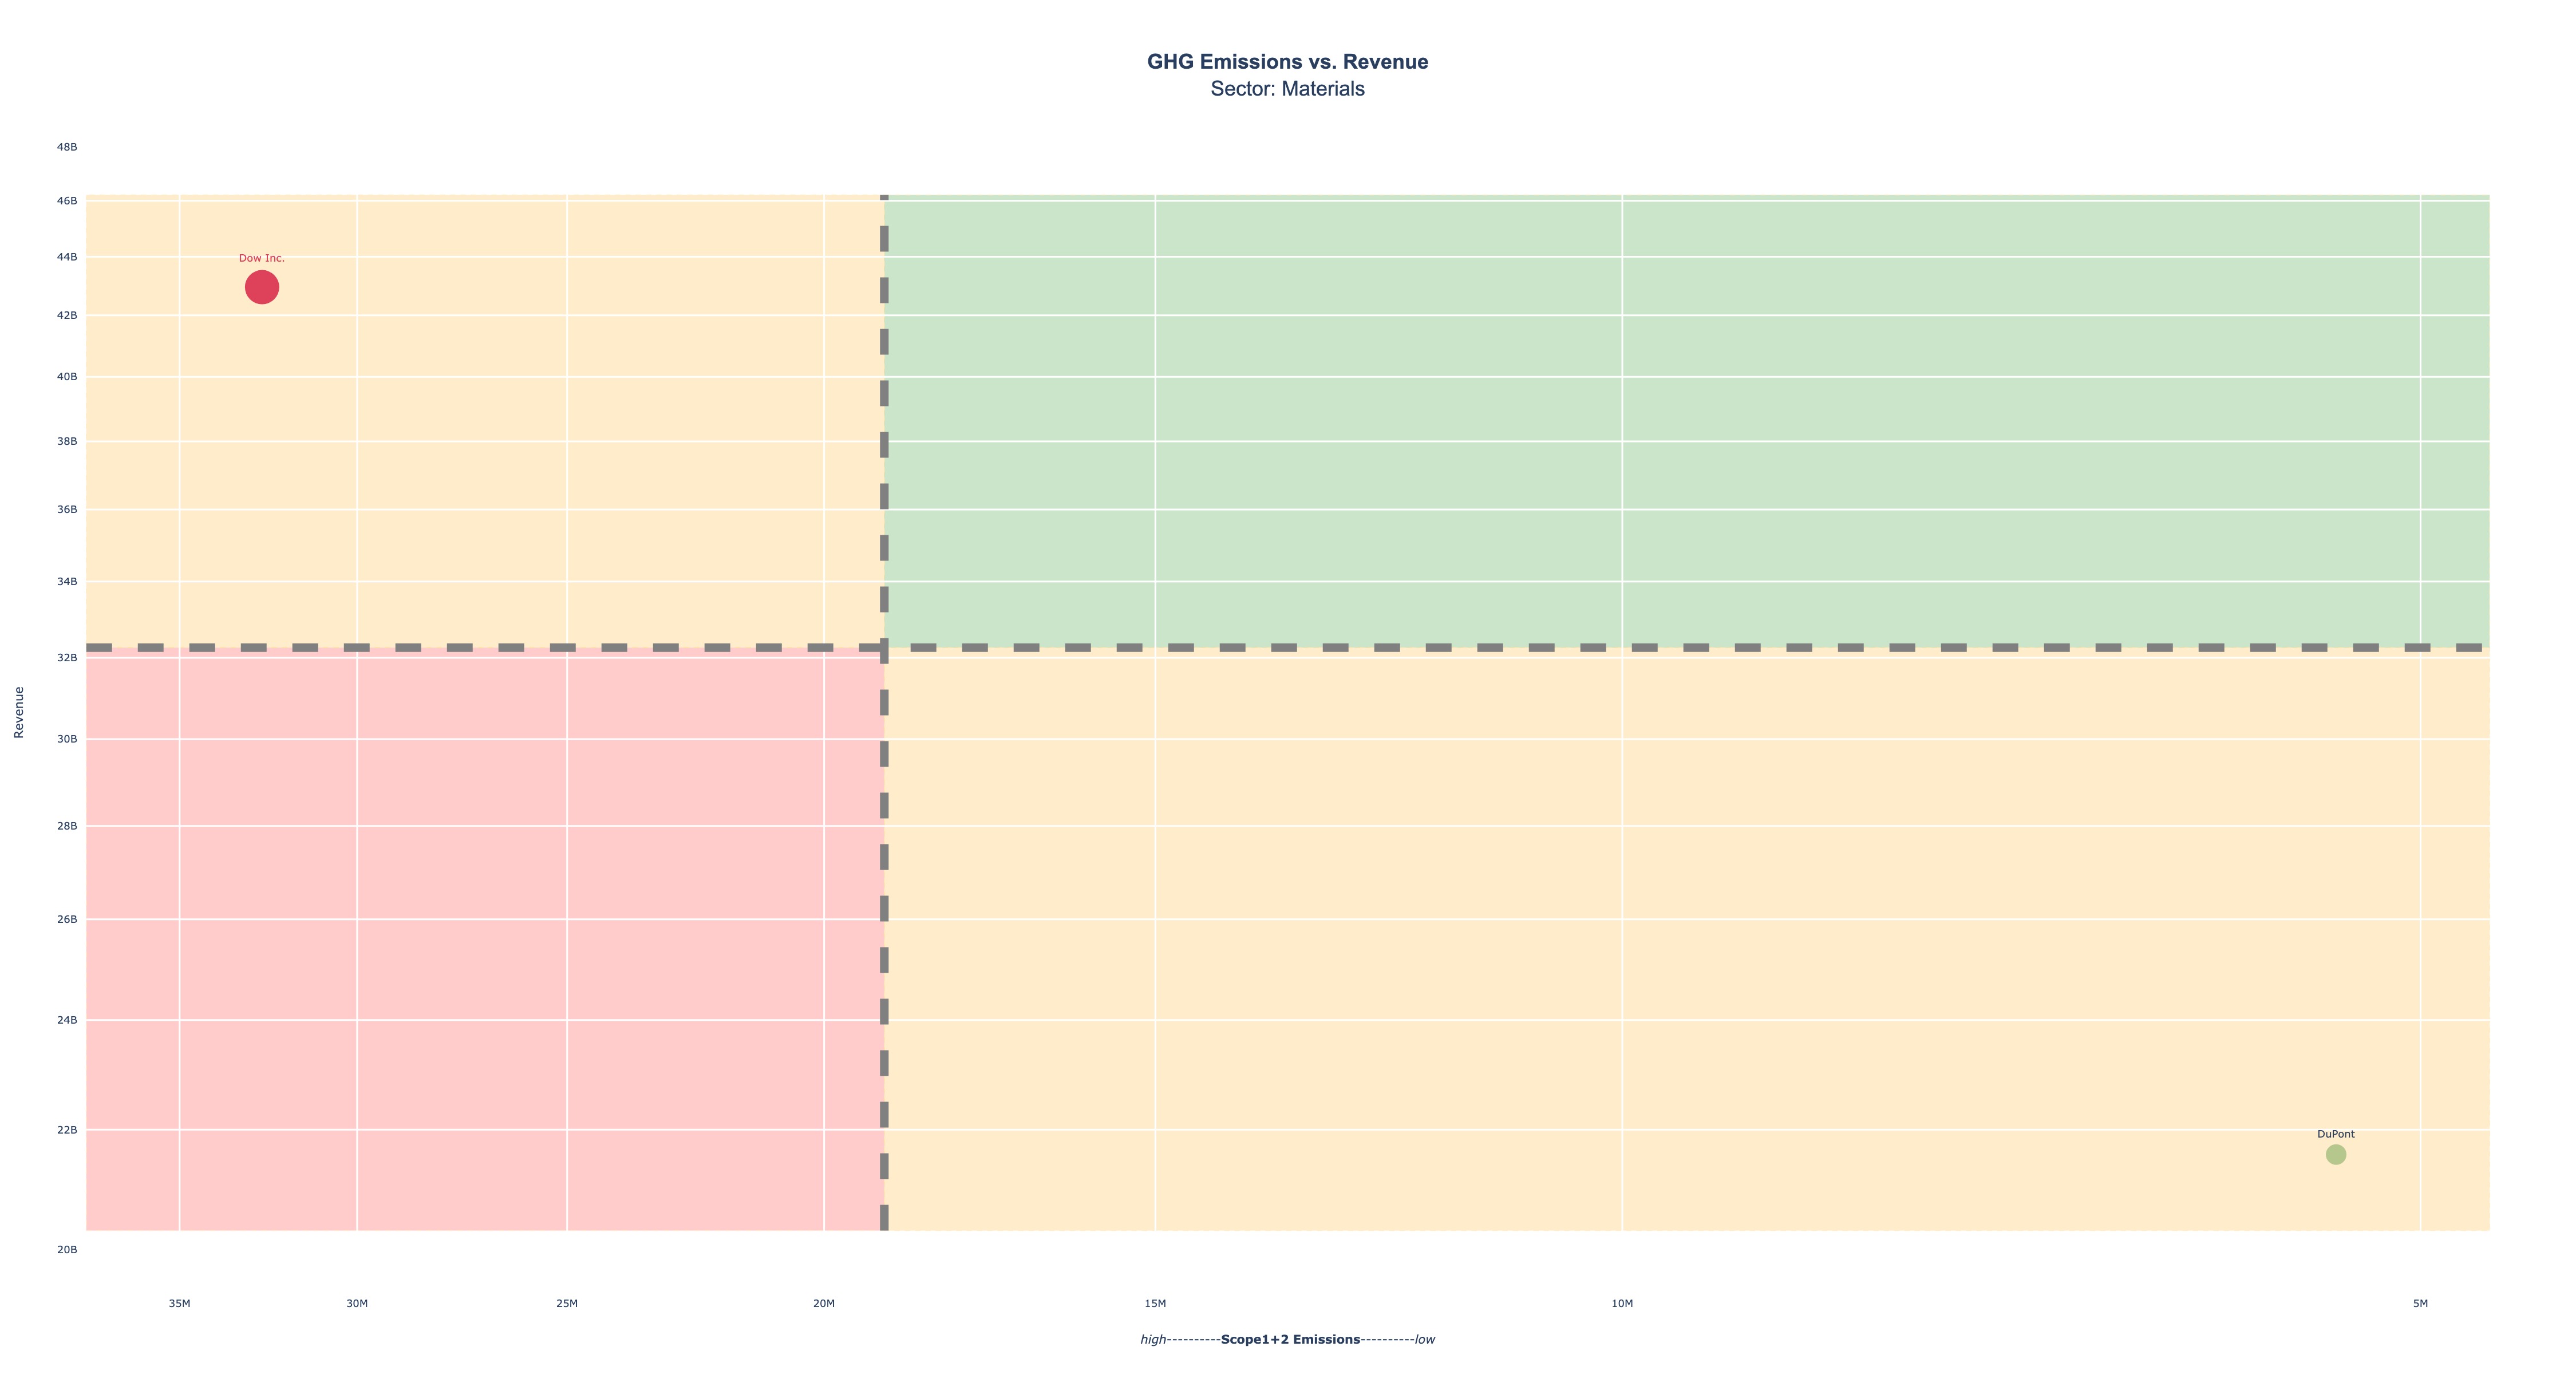 GHG Emissions vs. Revenue
Sector: Materials
48B
46B
44B
42B
40B
38B
36B
34B
32B
30B
28B
26B
24B
22B
20B
Revenue
Dow Inc.
DuPont
35M 30M 25M 20M 15M 10M 5M
high----------Scope1+2 Emissions----------low